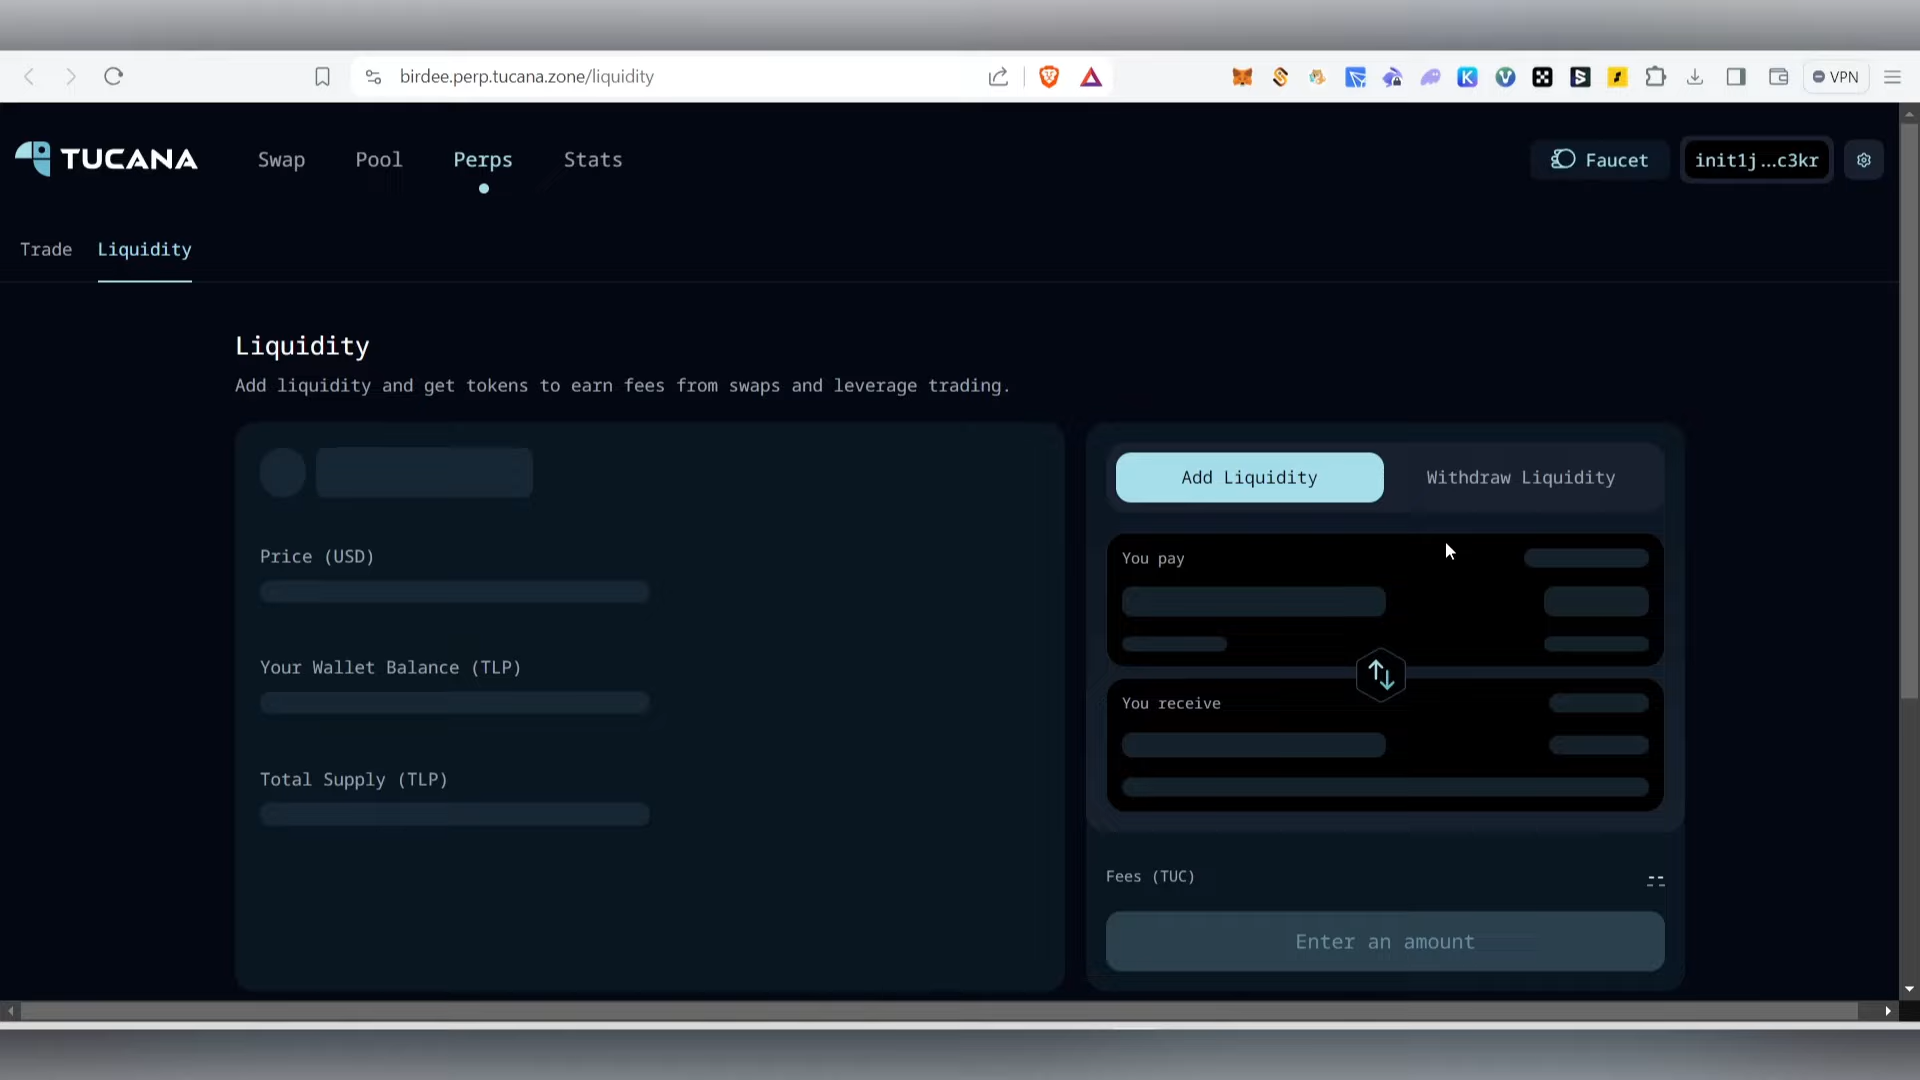 birdee.perp.tucana.zone/liquidity
VPN
TUCANA
Swap
Pool
Perps
Stats
Faucet
init1j...c3kr
Trade
Liquidity
Liquidity
Add liquidity and get tokens to earn fees from swaps and leverage trading.
Price (USD)
Your Wallet Balance (TLP)
Total Supply (TLP)
Add Liquidity
Withdraw Liquidity
You pay
You receive
Fees (TUC)
--
Enter an amount